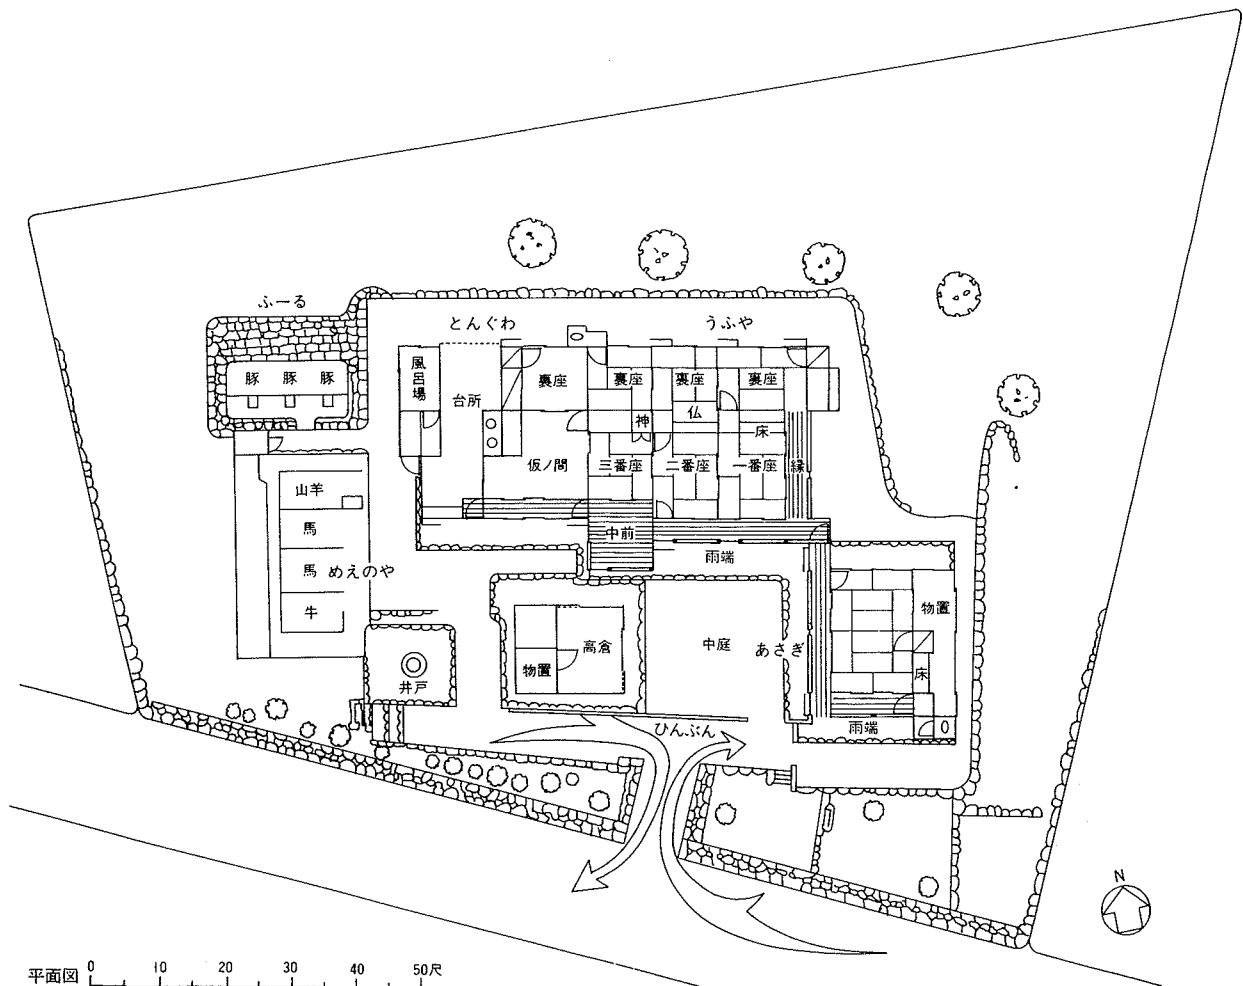 ふーる
とんぐわ
うふや
豚 豚 豚
風呂場
台所
裏座
裏座
裏座
裏座
神
仏
床
仮ノ間
三番座
二番座
一番座
縁
山羊
馬
馬
牛
めえのや
中前
雨端
高倉
物置
中庭
あさぎ
物置
床
井戸
ひんぶん
雨端
N
平面図 0 10 20 30 40 50尺